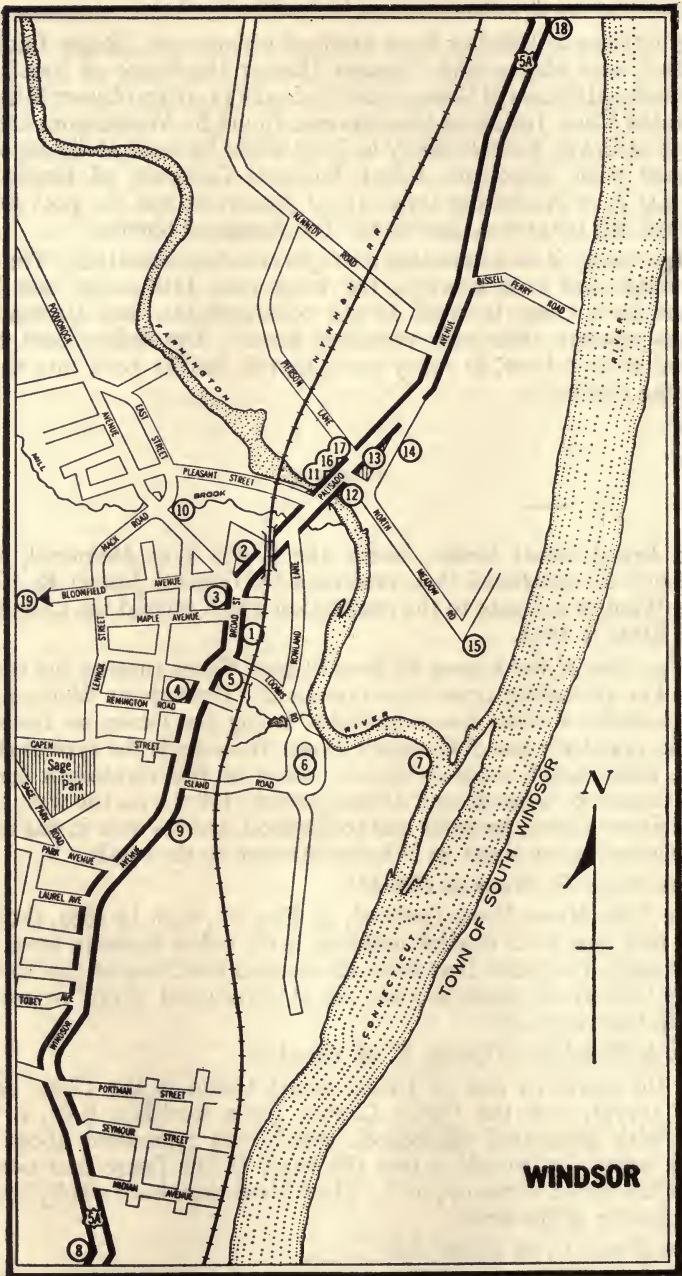 18
5A
KENNEDY
ROAD
N Y N H & H R R
BISSELL FERRY ROAD
AVENUE
RIVER
POQUONOCK
AVENUE
FARMINGTON
PIERSON
LANE
EAST STREET
MILL
BROOK
PLEASANT STREET
17
16
11
13
14
PALISADO
12
10
MACK ROAD
NORTH
MEADOW
RD
2
19
BLOOMFIELD
AVENUE
3
MAPLE AVENUE
BROAD ST
1
LANE
ROWLAND
15
LENNOX
STREET
4
5
REMINGTON ROAD
LOOMIS
RD
RIVER
CAPEN
STREET
6
7
Sage
Park
SAGE PARK ROAD
ISLAND
ROAD
9
N
PARK AVENUE
AVENUE
LAUREL AVE
TOWN OF SOUTH WINDSOR
TOBEY AVE
CONNECTICUT
WINDSOR
PORTMAN
STREET
SEYMOUR
STREET
AVENUE
WINDSOR
5A
8